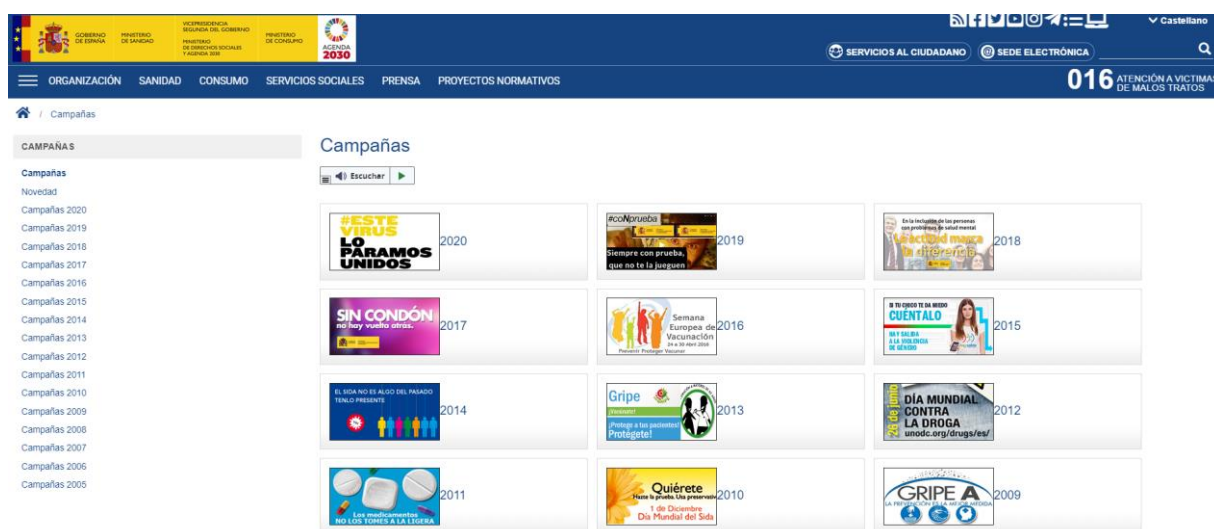 GOBIERNO
DE ESPAÑA
MINISTERIO
DE SANIDAD
VICEPRESIDENCIA
SEGUNDA DEL GOBIERNO
MINISTERIO
DE DERECHOS SOCIALES
Y AGENDA 2030
MINISTERIO
DE CONSUMO
AGENDA
2030
Castellano
SERVICIOS AL CIUDADANO
SEDE ELECTRÓNICA
ORGANIZACIÓN SANIDAD CONSUMO SERVICIOS SOCIALES PRENSA PROYECTOS NORMATIVOS
016 ATENCIÓN A VICTIMAS
DE MALOS TRATOS
/ Campañas
CAMPAÑAS
Campañas
Novedad
Campañas 2020
Campañas 2019
Campañas 2018
Campañas 2017
Campañas 2016
Campañas 2015
Campañas 2014
Campañas 2013
Campañas 2012
Campañas 2011
Campañas 2010
Campañas 2009
Campañas 2008
Campañas 2007
Campañas 2006
Campañas 2005
Campañas
Escuchar
#ESTE
VIRUS
LO
PARAMOS
UNIDOS
2020
#coNprueba
Siempre con prueba,
que no te la jueguen
2019
En la inclusión de las personas
con problemas de salud mental
La actitud marca
la diferencia
2018
SIN CONDÓN
no hay vuelta atrás.
2017
Semana
Europea de
Vacunación
24 a 30 Abril 2016
Prevenir Proteger Vacunar
2016
SI TU CHICO TE DA MIEDO
CUÉNTALO
HAY SALIDA
A LA VIOLENCIA
DE GÉNERO
2015
EL SIDA NO ES ALGO DEL PASADO
TENLO PRESENTE
2014
Gripe
¡Vacúnate!
¡Protege a tus pacientes!
Protégete!
2013
26 de junio
DÍA MUNDIAL
CONTRA
LA DROGA
unodc.org/drugs/es/
2012
Los medicamentos
NO LOS TOMES A LA LIGERA
2011
Quiérete
Hazte la prueba. Usa preservativo
1 de Diciembre
Día Mundial del Sida
2010
GRIPE A
LA PREVENCIÓN ES LA MEJOR MEDIDA
2009